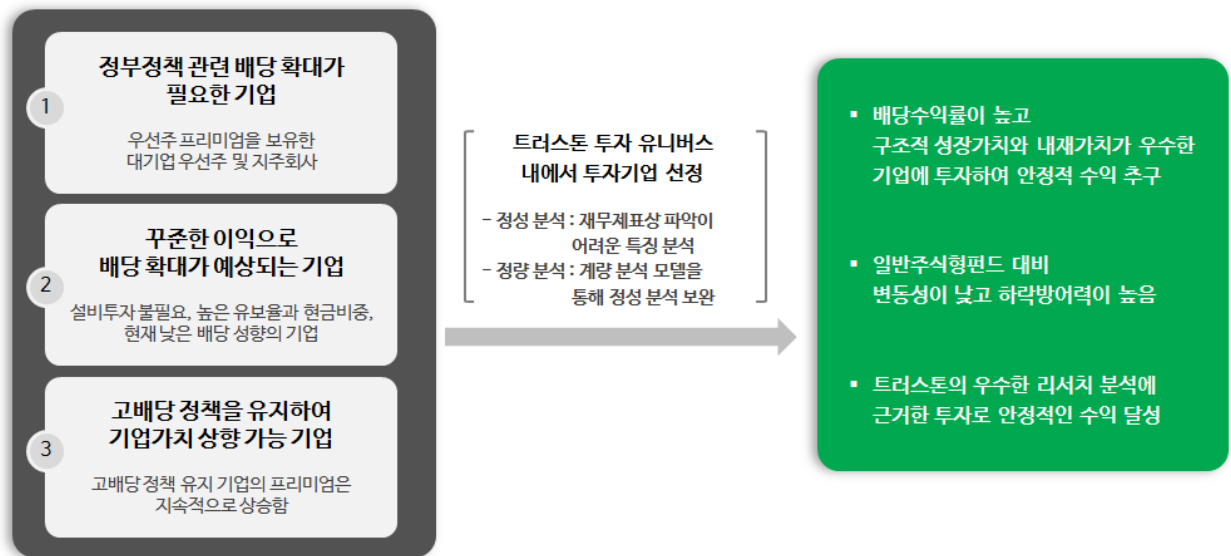 1
정부정책 관련 배당 확대가
필요한 기업
우선주 프리미엄을 보유한
대기업 우선주 및 지주회사
2
꾸준한 이익으로
배당 확대가 예상되는 기업
설비투자 불필요, 높은 유보율과 현금비중,
현재 낮은 배당 성향의 기업
3
고배당 정책을 유지하여
기업가치 상향 가능 기업
고배당 정책 유지 기업의 프리미엄은
지속적으로 상승함
트러스톤 투자 유니버스
내에서 투자기업 선정
- 정성 분석 : 재무제표상 파악이
어려운 특징 분석
- 정량 분석 : 계량 분석 모델을
통해 정성 분석 보완
▪ 배당수익률이 높고
구조적 성장가치와 내재가치가 우수한
기업에 투자하여 안정적 수익 추구
▪ 일반주식형펀드 대비
변동성이 낮고 하락방어력이 높음
▪ 트러스톤의 우수한 리서치 분석에
근거한 투자로 안정적인 수익 달성